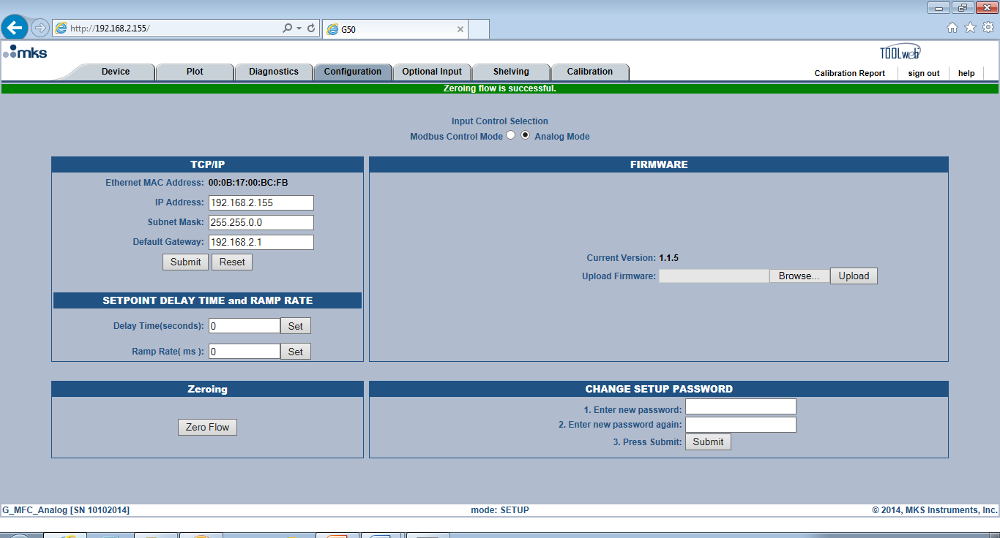 http://192.168.2.155/
G50
mks
TOOLweb
Device
Plot
Diagnostics
Configuration
Optional Input
Shelving
Calibration
Calibration Report
sign out
help
Zeroing flow is successful.
Input Control Selection
Modbus Control Mode
Analog Mode
TCP/IP
Ethernet MAC Address: 00:0B:17:00:BC:FB
IP Address: 192.168.2.155
Subnet Mask: 255.255.0.0
Default Gateway: 192.168.2.1
Submit Reset
SETPOINT DELAY TIME and RAMP RATE
Delay Time(seconds): 0 Set
Ramp Rate( ms ): 0 Set
FIRMWARE
Current Version: 1.1.5
Upload Firmware: Browse... Upload
Zeroing
Zero Flow
CHANGE SETUP PASSWORD
1. Enter new password:
2. Enter new password again:
3. Press Submit: Submit
G_MFC_Analog [SN 10102014]
mode: SETUP
© 2014, MKS Instruments, Inc.